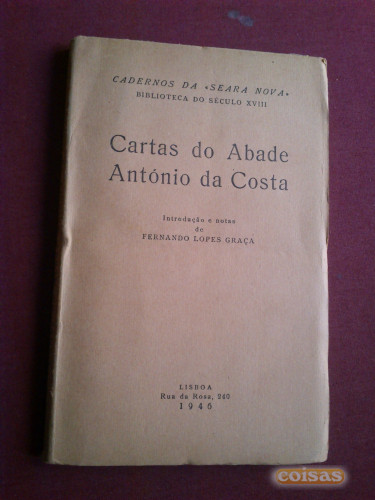 CADERNOS DA «SEARA NOVA»
BIBLIOTECA DO SÉCULO XVIII
Cartas do Abade
António da Costa
Introdução e notas
de
FERNANDO LOPES GRAÇA
LISBOA
Rua da Rosa, 240
1946
coisas